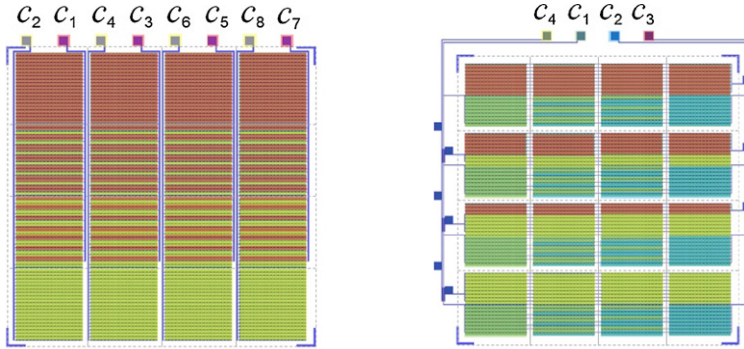 C₂ C₁ C₄ C₃ C₆ C₅ C₈ C₇
C₄ C₁ C₂ C₃